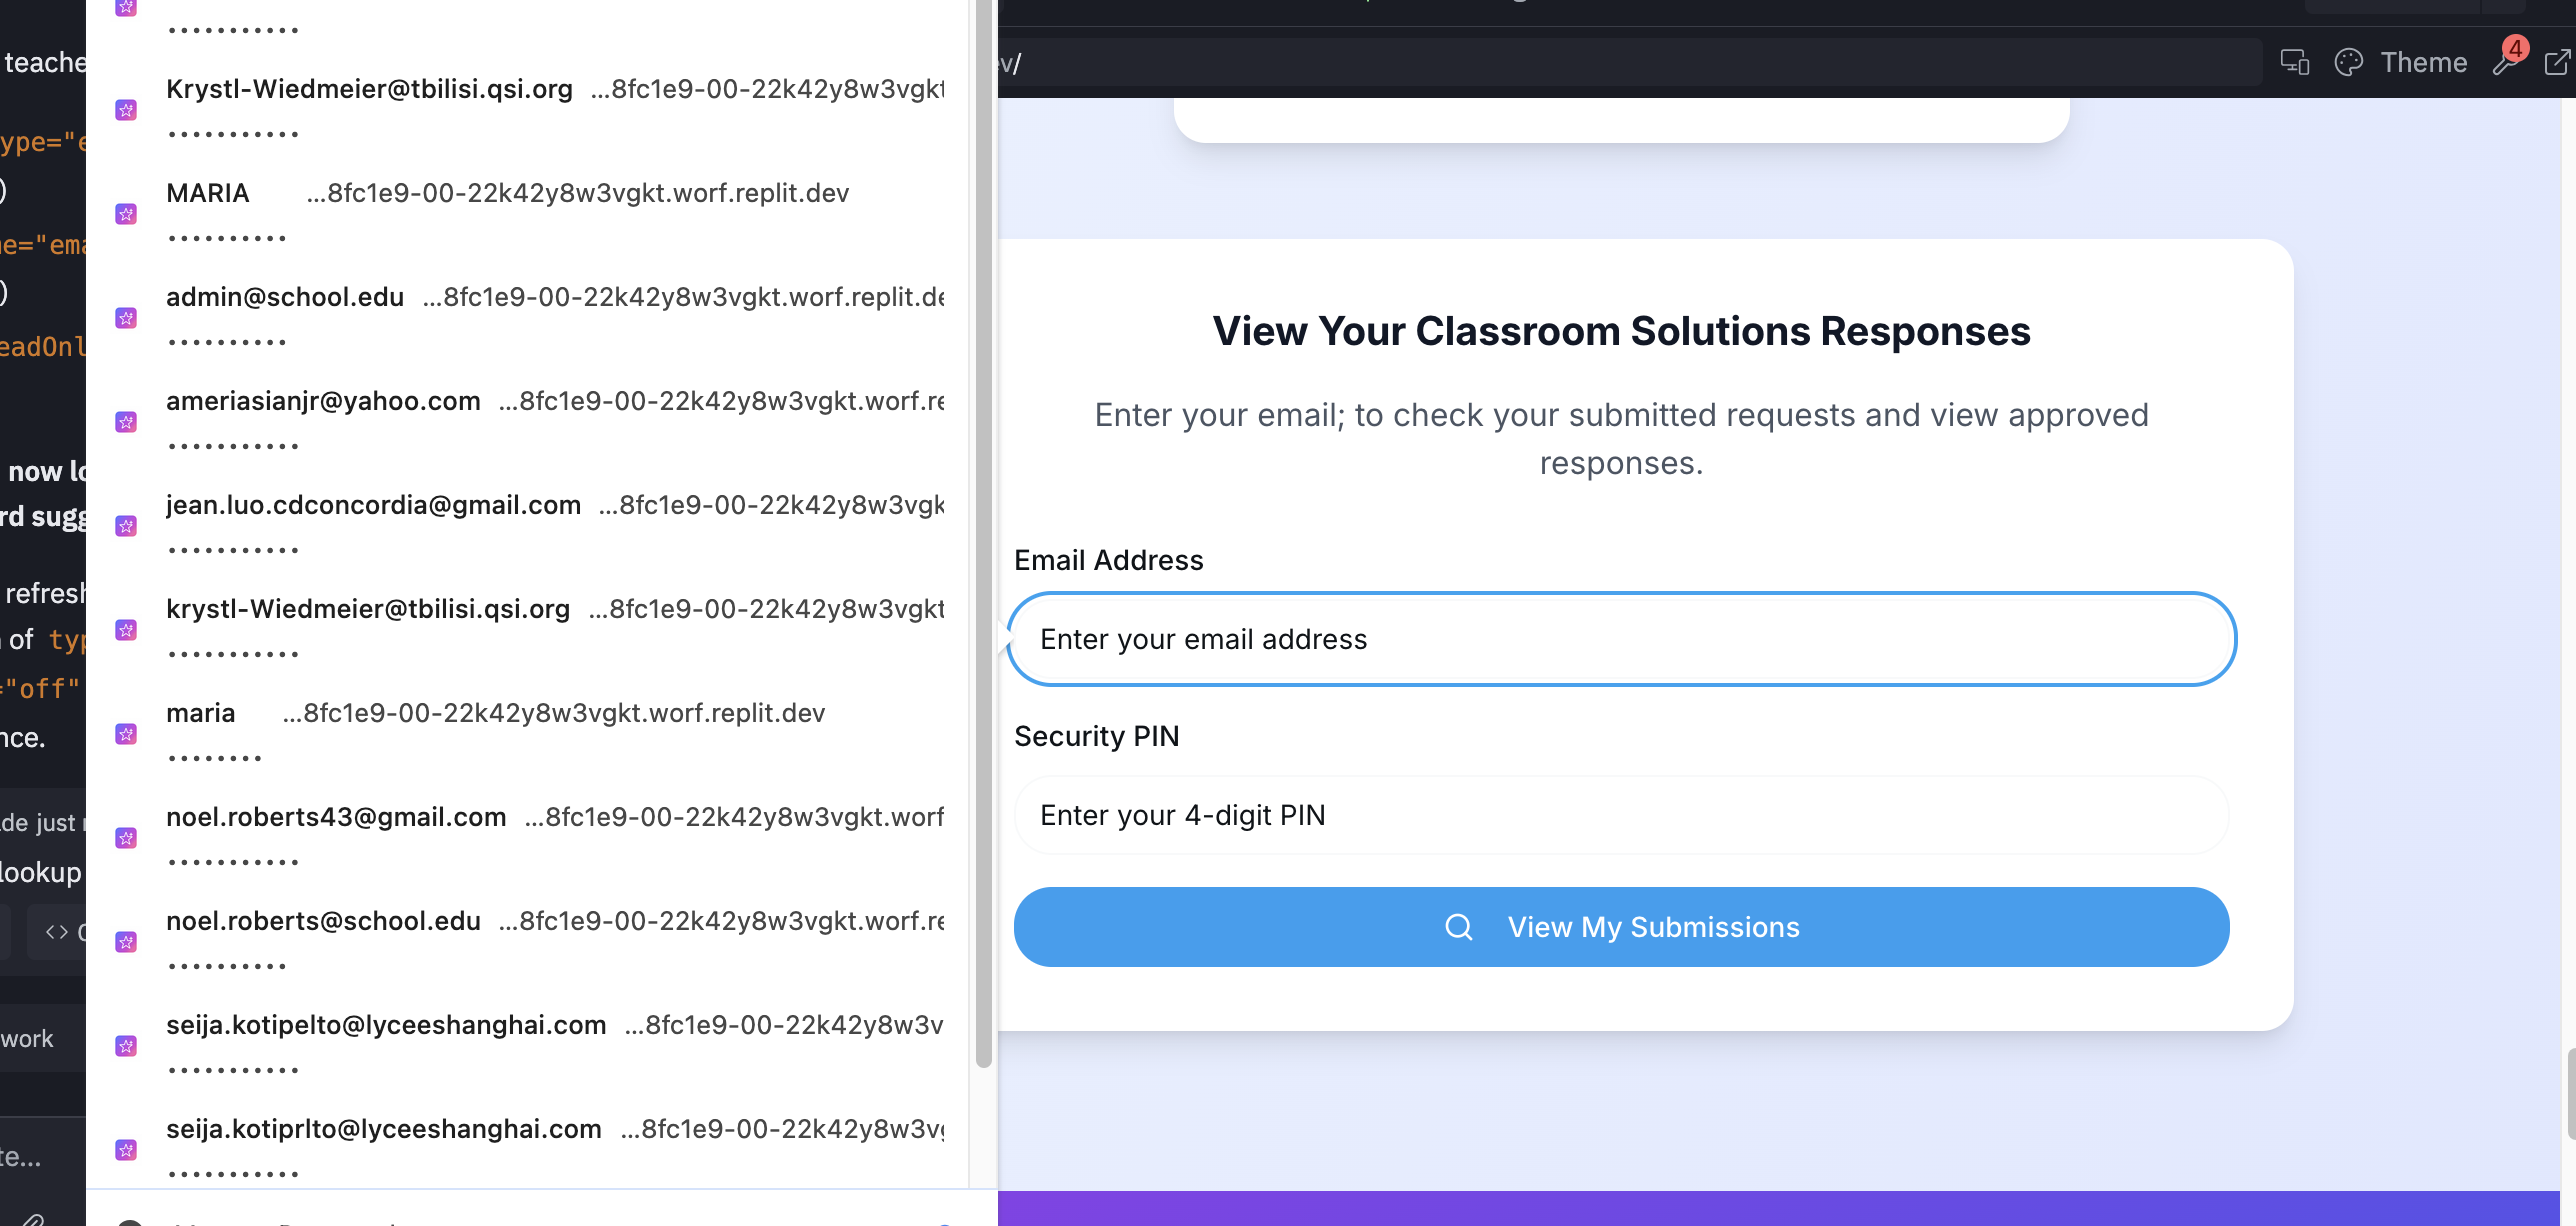 teache
ype="e
)
ne="ema
)
eadOnl
now lo
rd sugg
refresh
of typ
="off"
nce.
de just
lookup
<>
work
te...
Krystl-Wiedmeier@tbilisi.qsi.org ...8fc1e9-00-22k42y8w3vgkt
MARIA ...8fc1e9-00-22k42y8w3vgkt.worf.replit.dev
admin@school.edu ...8fc1e9-00-22k42y8w3vgkt.worf.replit.de
ameriasianjr@yahoo.com ...8fc1e9-00-22k42y8w3vgkt.worf.re
jean.luo.cdconcordia@gmail.com ...8fc1e9-00-22k42y8w3vgk
krystl-Wiedmeier@tbilisi.qsi.org ...8fc1e9-00-22k42y8w3vgkt
maria ...8fc1e9-00-22k42y8w3vgkt.worf.replit.dev
noel.roberts43@gmail.com ...8fc1e9-00-22k42y8w3vgkt.worf
noel.roberts@school.edu ...8fc1e9-00-22k42y8w3vgkt.worf.re
seija.kotipelto@lyceeshanghai.com ...8fc1e9-00-22k42y8w3v
seija.kotiprlto@lyceeshanghai.com ...8fc1e9-00-22k42y8w3vg
ev/
Theme
4
View Your Classroom Solutions Responses
Enter your email; to check your submitted requests and view approved
responses.
Email Address
Enter your email address
Security PIN
Enter your 4-digit PIN
View My Submissions